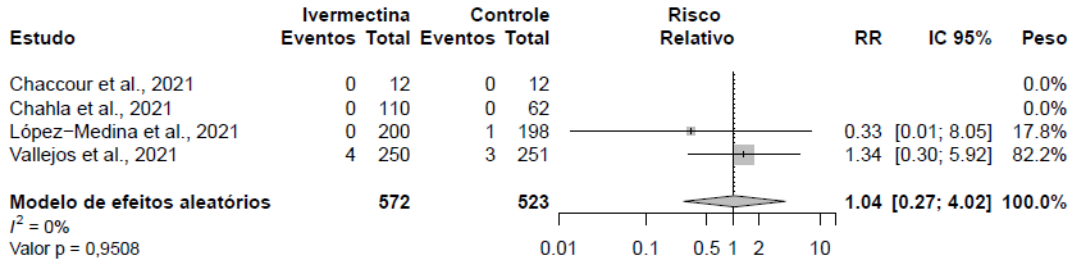 Ivermectina Controle Risco
Estudo Eventos Total Eventos Total Relativo RR IC 95% Peso
Chaccour et al., 2021 0 12 0 12 0.0%
Chahla et al., 2021 0 110 0 62 0.0%
López−Medina et al., 2021 0 200 1 198 0.33 [0.01; 8.05] 17.8%
Vallejos et al., 2021 4 250 3 251 1.34 [0.30; 5.92] 82.2%
Modelo de efeitos aleatórios 572 523 1.04 [0.27; 4.02] 100.0%
I² = 0%
Valor p = 0,9508 0.01 0.1 0.5 1 2 10